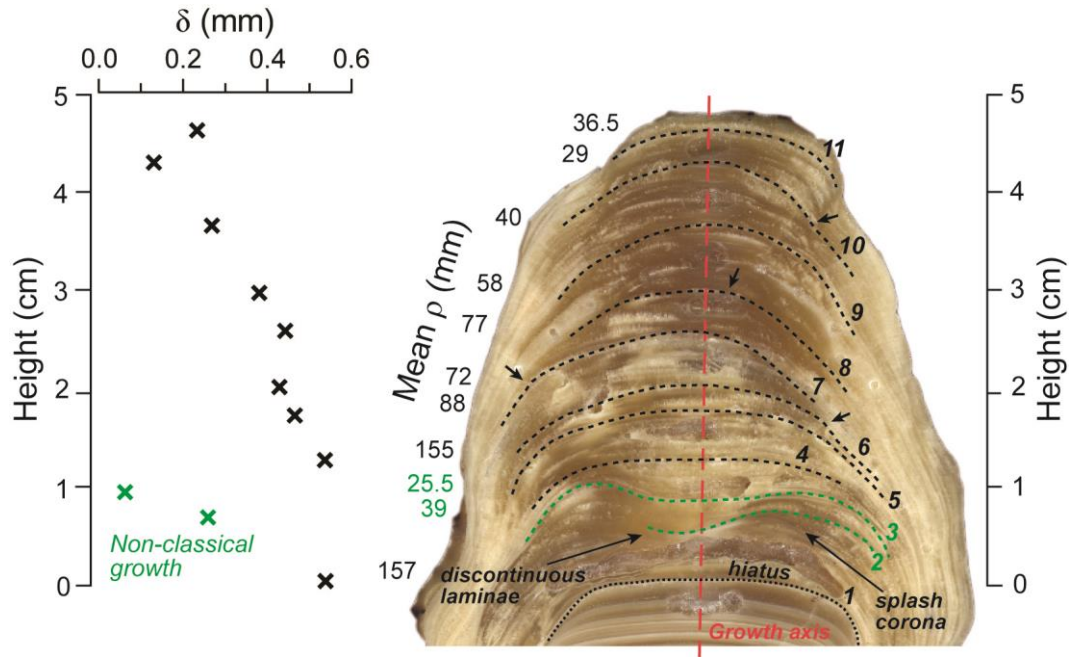 δ (mm)
0.0 0.2 0.4 0.6
Height (cm)
5
4
3
2
1
0
Non-classical
growth
Mean ρ (mm)
36.5
29
40
58
77
72
88
155
25.5
39
157
11
10
9
8
7
6
5
4
3
2
1
discontinuous
laminae
hiatus
splash
corona
Growth axis
5
4
3
2
1
0
Height (cm)